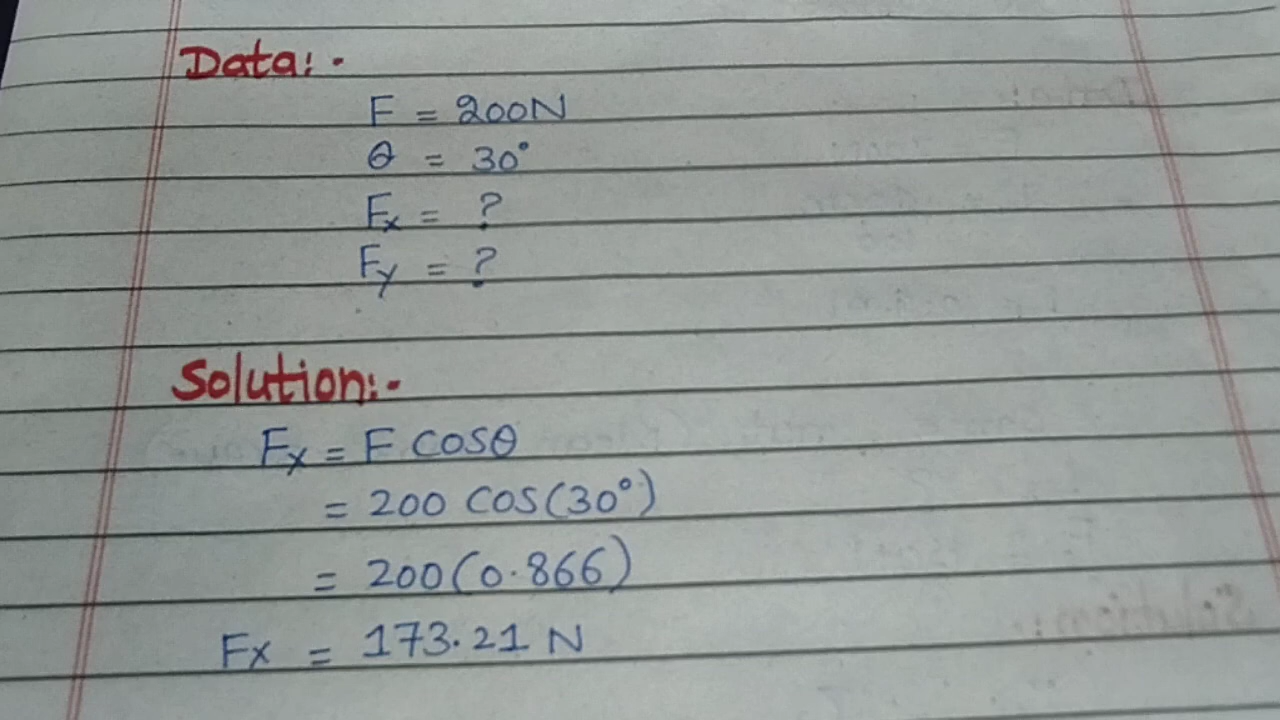 Data:-
F = 200N
θ = 30°
Fx = ?
Fy = ?
Solution:-
Fx = F cosθ
= 200 cos(30°)
= 200(0.866)
Fx = 173.21 N